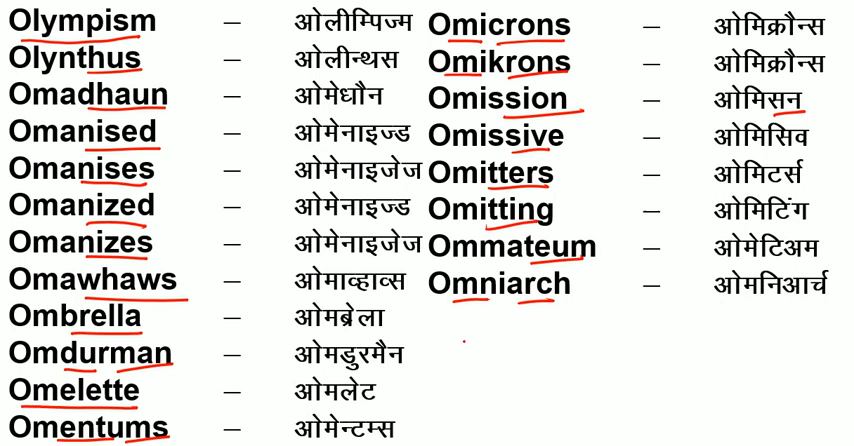 Olympism – ओलीम्पिज्म
Olynthus – ओलीन्थस
Omadhaun – ओमेधौन
Omanised – ओमेनाइज्ड
Omanises – ओमेनाइजेज
Omanized – ओमेनाइज्ड
Omanizes – ओमेनाइजेज
Omawhaws – ओमाव्हाव्स
Ombrella – ओमब्रेला
Omdurman – ओमडुरमैन
Omelette – ओमलेट
Omentums – ओमेन्टम्स
Omicrons – ओमिक्रौन्स
Omikrons – ओमिक्रौन्स
Omission – ओमिसन
Omissive – ओमिसिव
Omitters – ओमिटर्स
Omitting – ओमिटिंग
Ommateum – ओमेटिअम
Omniarch – ओमनिआर्च